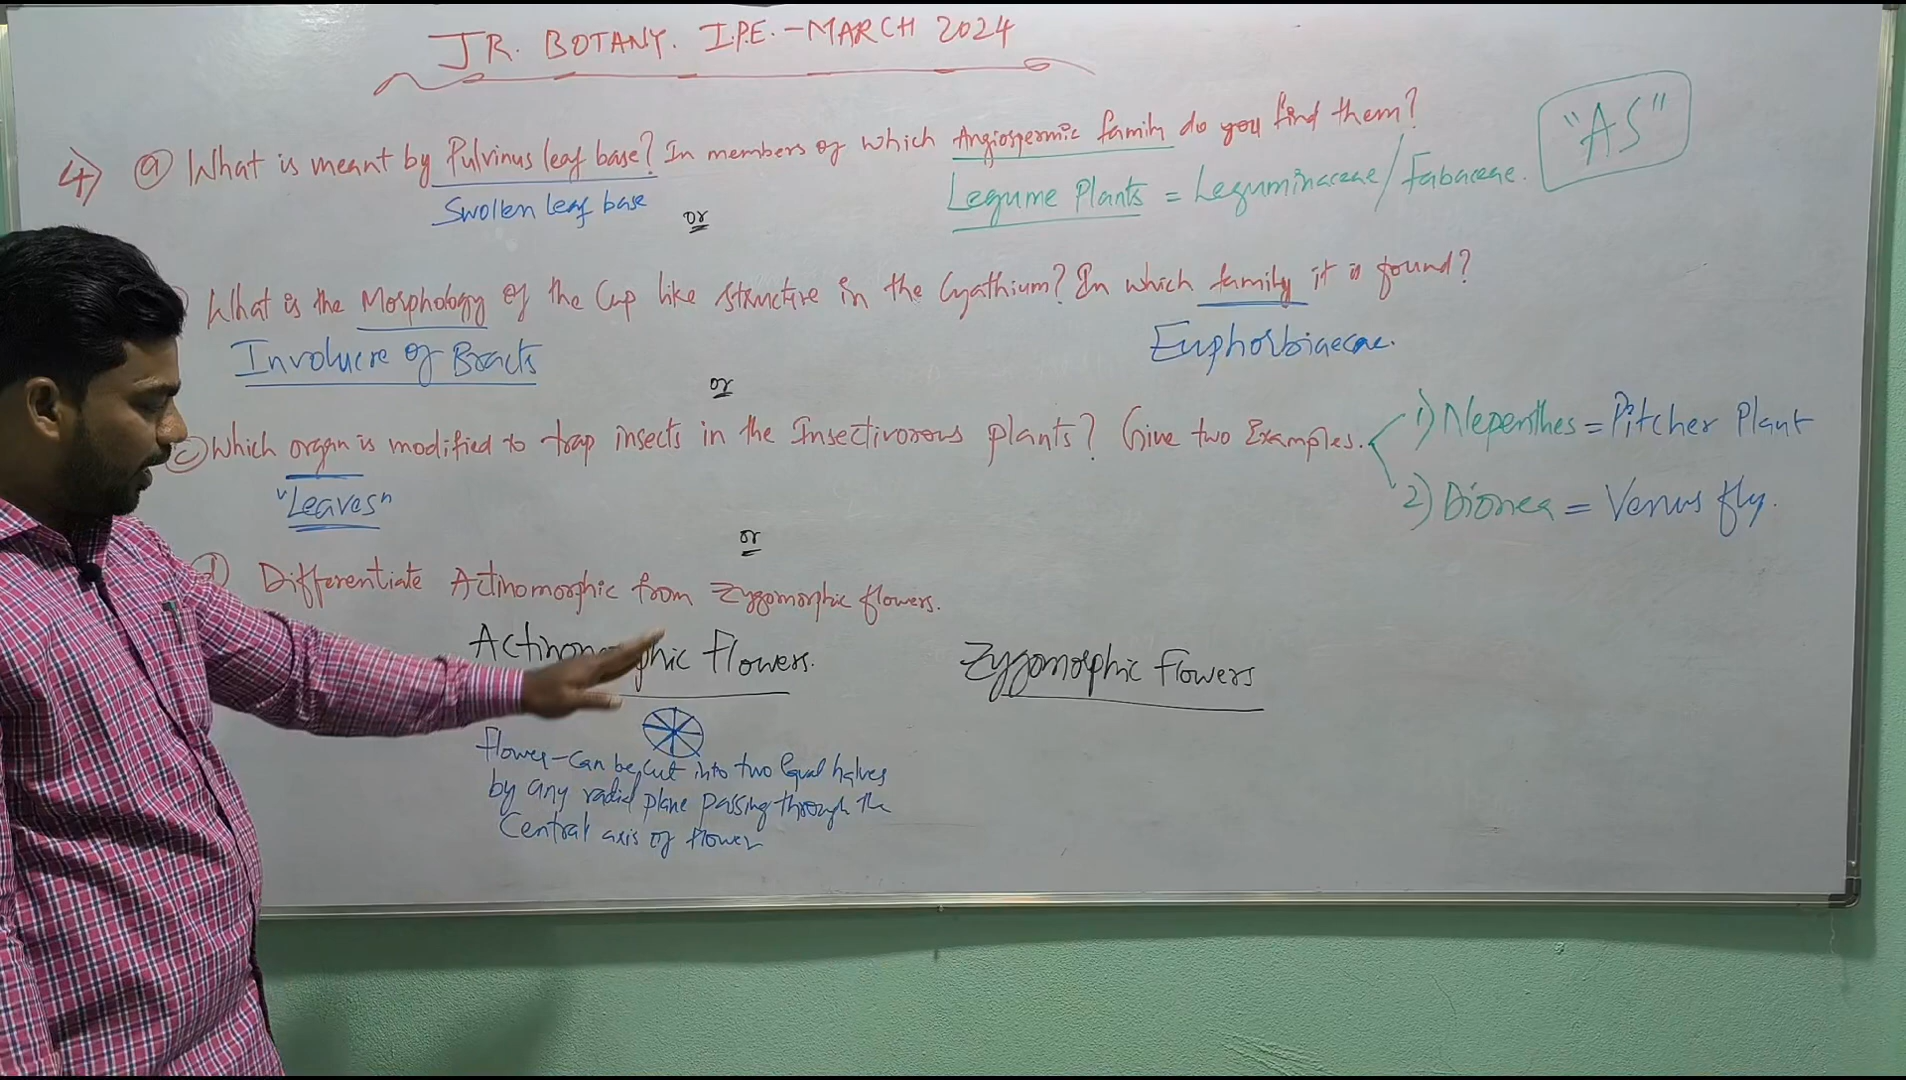 JR. BOTANY. I.P.E. - MARCH 2024
"AS"
4) a) What is meant by Pulvinus leaf base? In members of which Angiospermic family do you find them?
Swollen leaf base
Legume Plants = Leguminaceae/Fabaceae.
or
What is the Morphology of the Cup like structure in the Cyathium? In which family it is found?
Involucre of Bracts
Euphorbiaceae.
or
c) Which organ is modified to trap insects in the Insectivorous plants? Give two Examples.
1) Nepenthes = Pitcher Plant
"Leaves"
2) Dionea = Venus fly.
or
d) Differentiate Actinomorphic from Zygomorphic flowers.
Actinomorphic Flowers.
Zygomorphic Flowers
Flower - can be cut into two Equal halves
by any radial plane passing through the
Central axis of flower